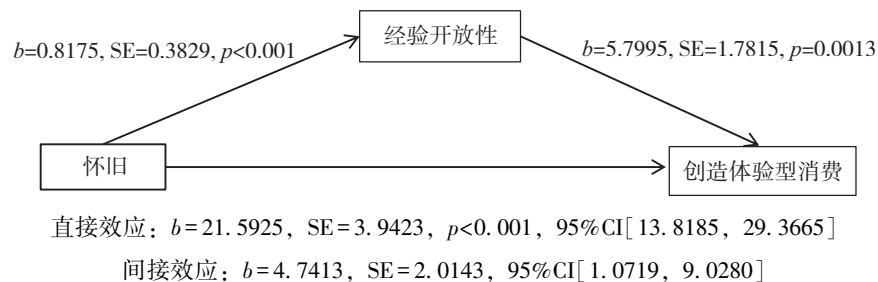 经验开放性
b=0.8175, SE=0.3829, p<0.001
b=5.7995, SE=1.7815, p=0.0013
怀旧
创造体验型消费
直接效应：b=21.5925，SE=3.9423，p<0.001，95%CI[13.8185，29.3665]
间接效应：b=4.7413，SE=2.0143，95%CI[1.0719，9.0280]